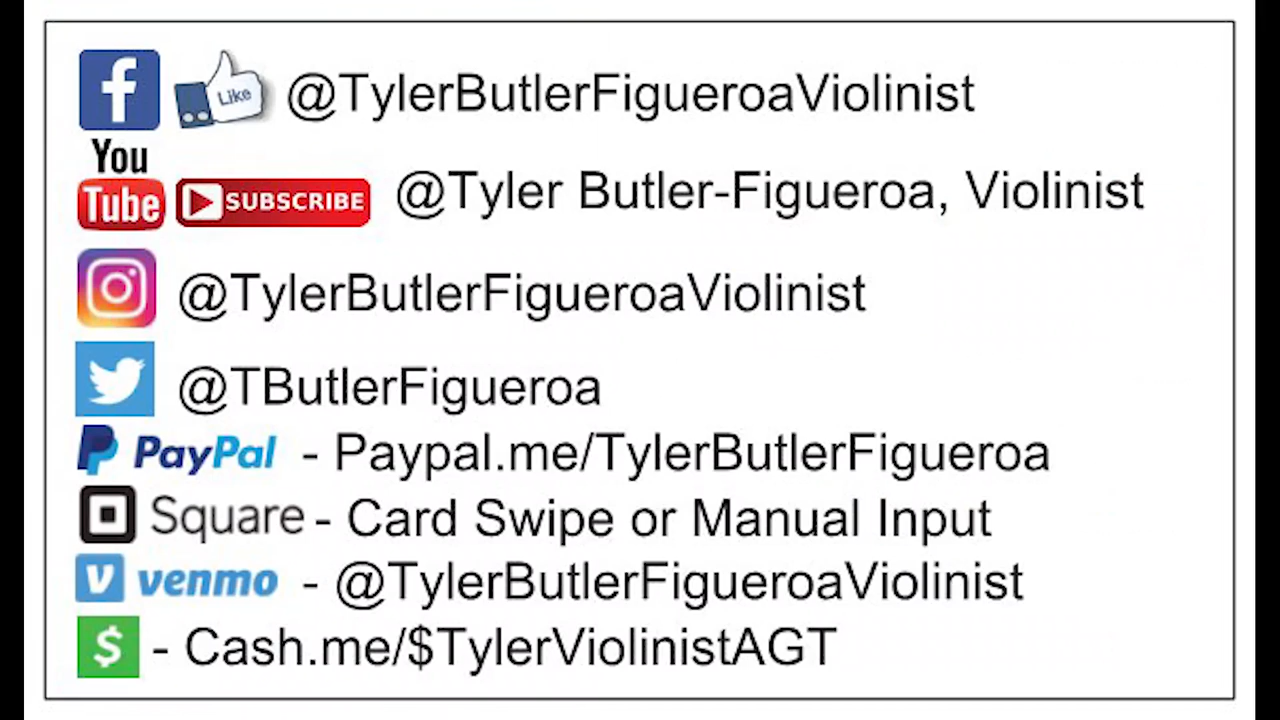 f Like @TylerButlerFigueroaViolinist
You
Tube SUBSCRIBE @Tyler Butler-Figueroa, Violinist
@TylerButlerFigueroaViolinist
@TButlerFigueroa
P PayPal - Paypal.me/TylerButlerFigueroa
Square - Card Swipe or Manual Input
V venmo - @TylerButlerFigueroaViolinist
$ - Cash.me/$TylerViolinistAGT